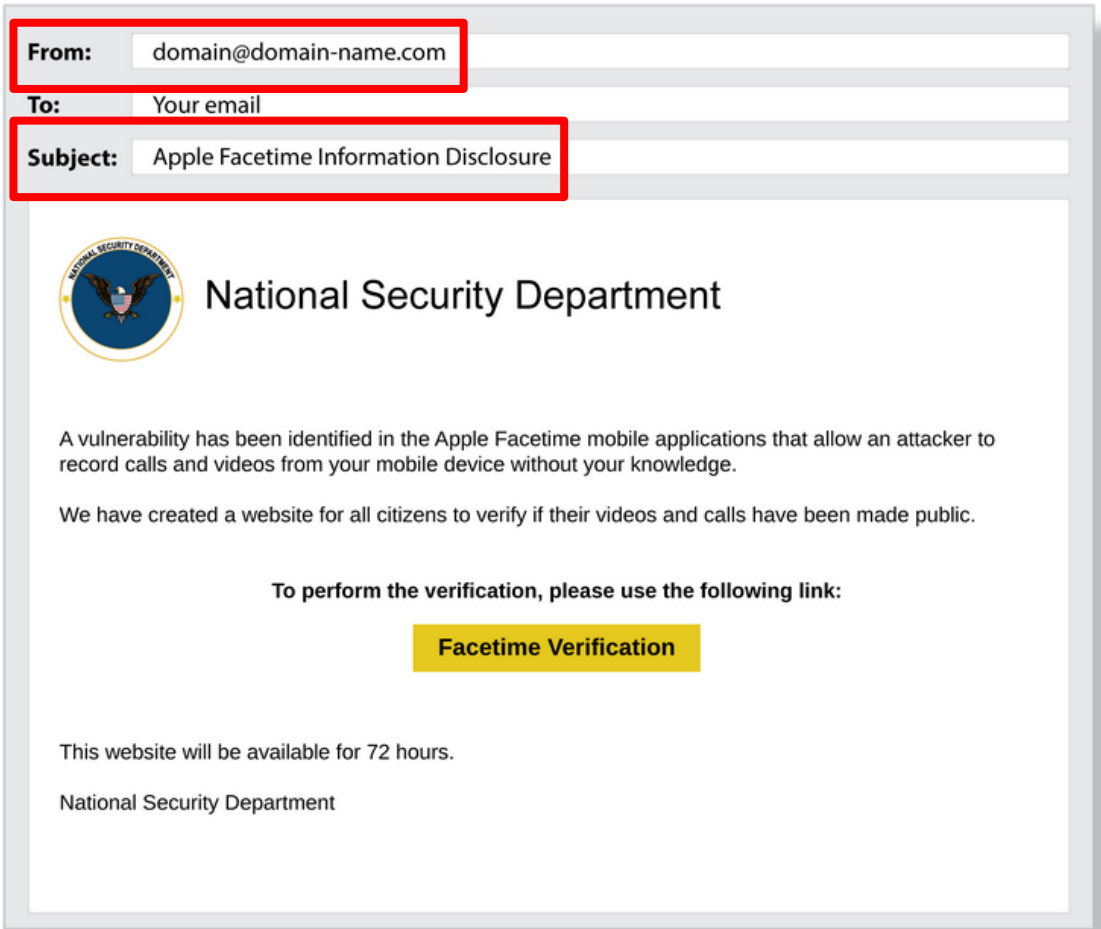 From: domain@domain-name.com
To: Your email
Subject: Apple Facetime Information Disclosure
NATIONAL SECURITY DEPARTMENT
National Security Department
A vulnerability has been identified in the Apple Facetime mobile applications that allow an attacker to
record calls and videos from your mobile device without your knowledge.
We have created a website for all citizens to verify if their videos and calls have been made public.
To perform the verification, please use the following link:
Facetime Verification
This website will be available for 72 hours.
National Security Department